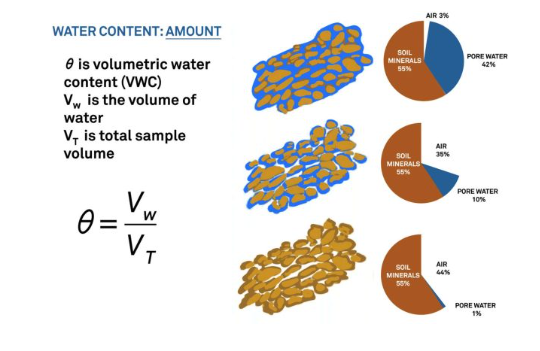 WATER CONTENT: AMOUNT
θ is volumetric water
content (VWC)
Vw is the volume of
water
VT is total sample
volume
θ = Vw / VT
AIR 3%
SOIL
MINERALS
55%
PORE WATER
42%
SOIL
MINERALS
55%
AIR
35%
PORE WATER
10%
SOIL
MINERALS
55%
AIR
44%
PORE WATER
1%